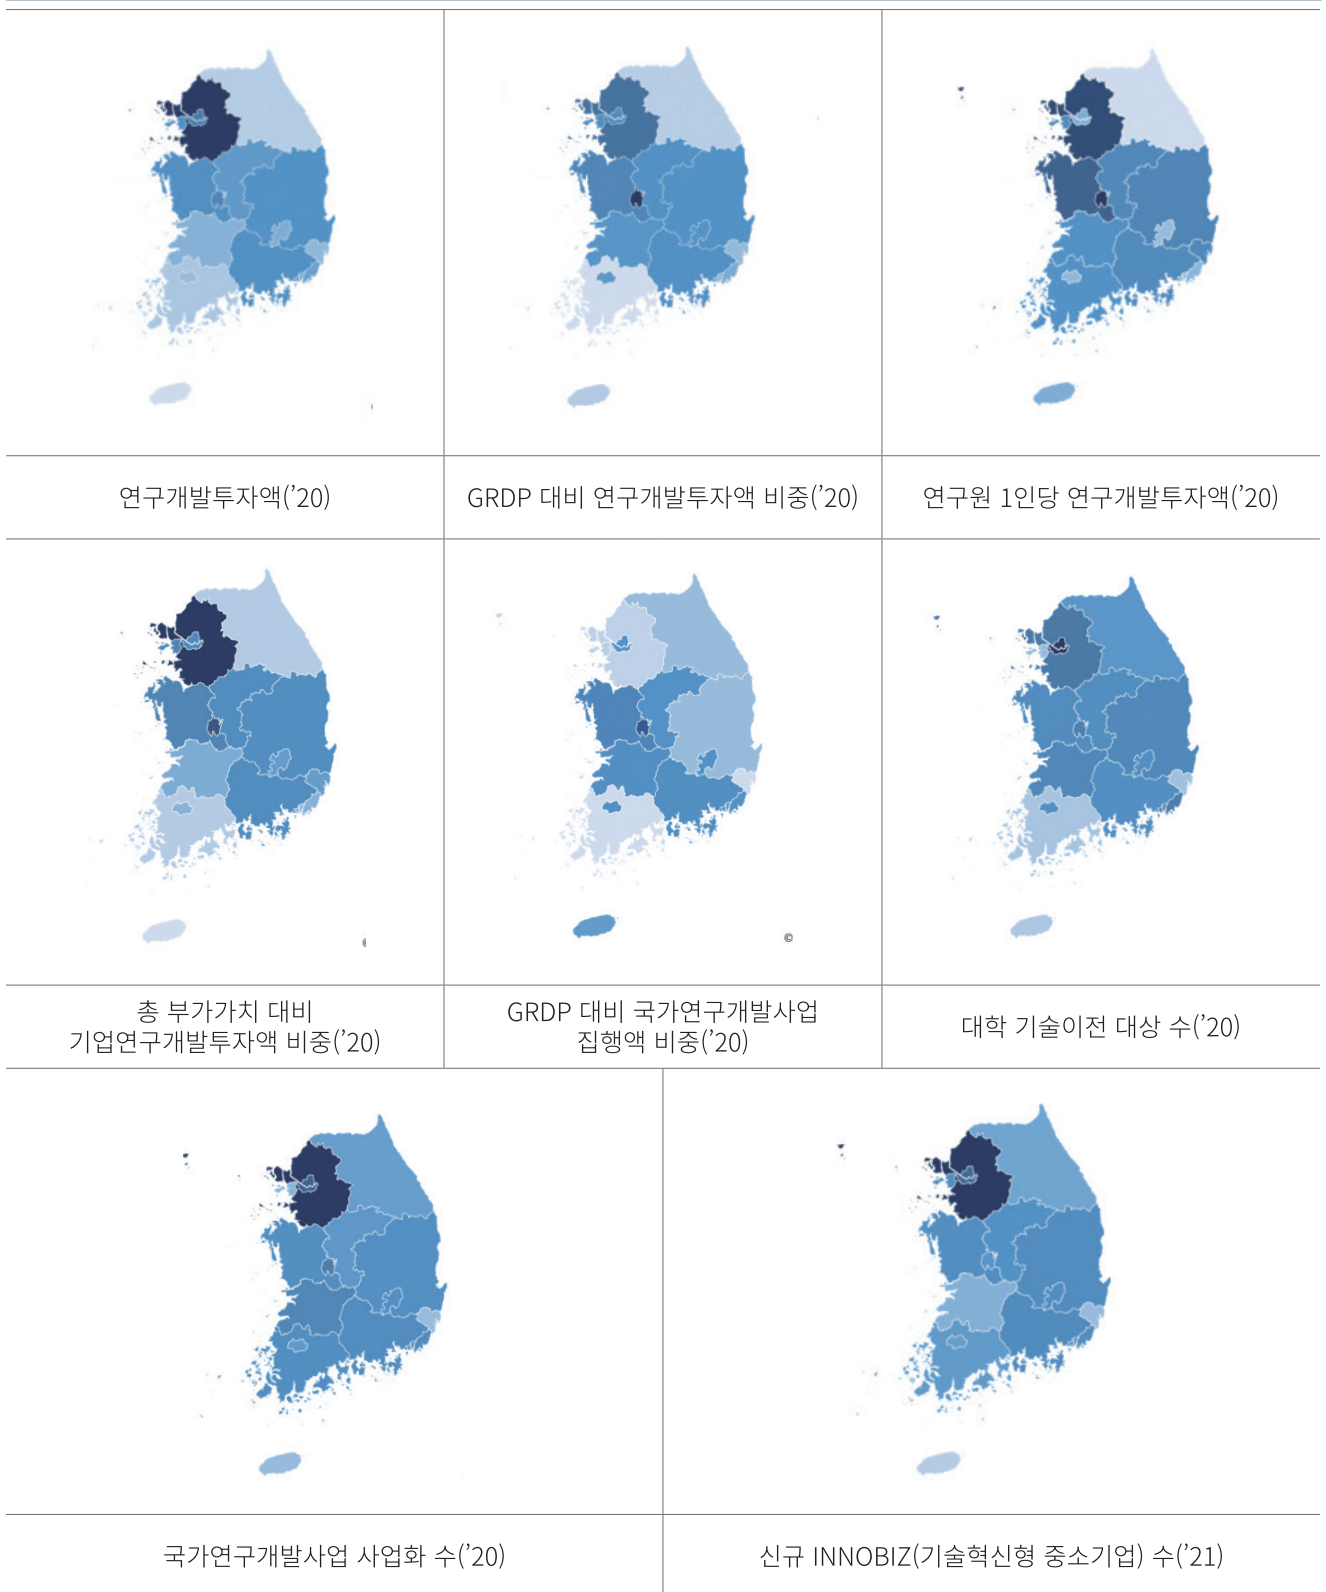 연구개발투자액(’20)
GRDP 대비 연구개발투자액 비중(’20)
연구원 1인당 연구개발투자액(’20)
©
총 부가가치 대비
기업연구개발투자액 비중(’20)
GRDP 대비 국가연구개발사업
집행액 비중(’20)
대학 기술이전 대상 수(’20)
국가연구개발사업 사업화 수(’20)
신규 INNOBIZ(기술혁신형 중소기업) 수(’21)